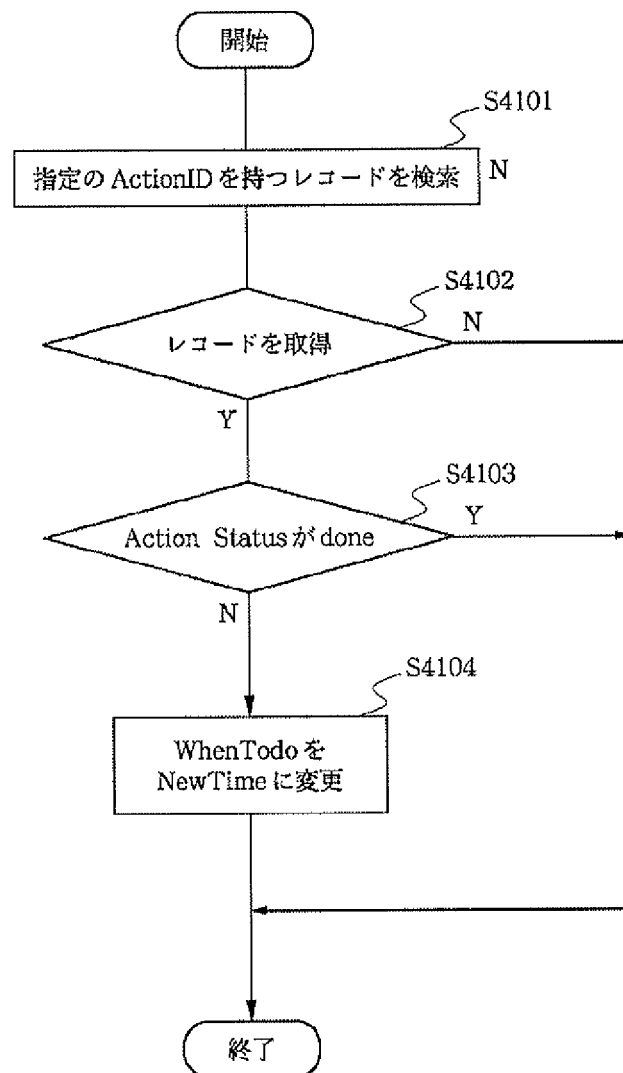 開始
S4101
指定の ActionID を持つレコードを検索
N
S4102
レコードを取得
N
Y
S4103
Action Status が done
Y
N
S4104
WhenTodo を
NewTime に変更
終了